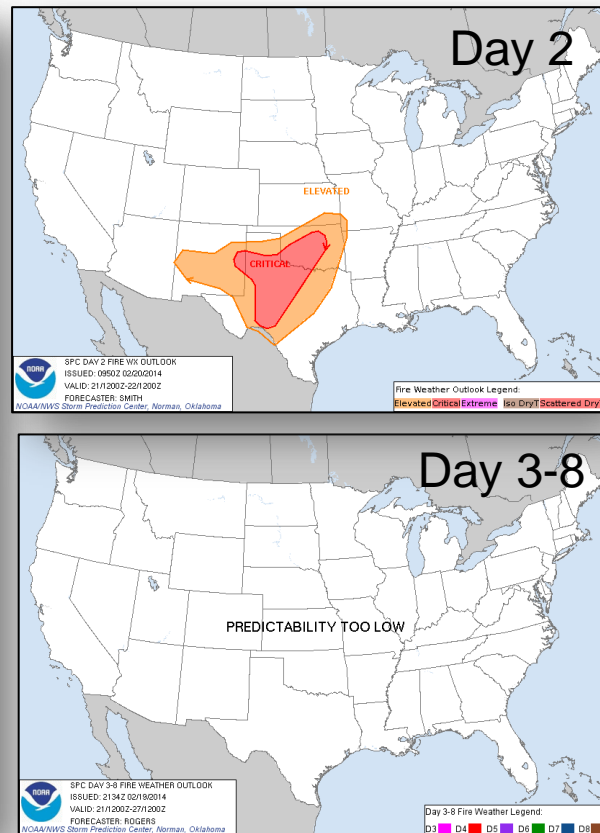 Day 2
ELEVATED
CRITICAL
NOAA
SPC DAY 2 FIRE WX OUTLOOK
ISSUED: 0950Z 02/20/2014
VALID: 21/1200Z-22/1200Z
FORECASTER: SMITH
NOAA/NWS Storm Prediction Center, Norman, Oklahoma
Fire Weather Outlook Legend:
Elevated Critical Extreme Iso DryT Scattered Dry
Day 3-8
PREDICTABILITY TOO LOW
NOAA
SPC DAY 3-8 FIRE WEATHER OUTLOOK
ISSUED: 2134Z 02/19/2014
VALID: 21/1200Z-27/1200Z
FORECASTER: ROGERS
NOAA/NWS Storm Prediction Center, Norman, Oklahoma
Day 3-8 Fire Weather Legend:
D3 D4 D5 D6 D7 D8